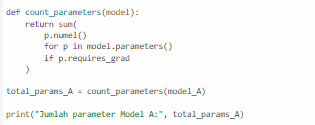 def count_parameters(model):
    return sum(
        p.numel()
        for p in model.parameters()
        if p.requires_grad
    )
total_params_A = count_parameters(model_A)
print("Jumlah parameter Model A:", total_params_A)